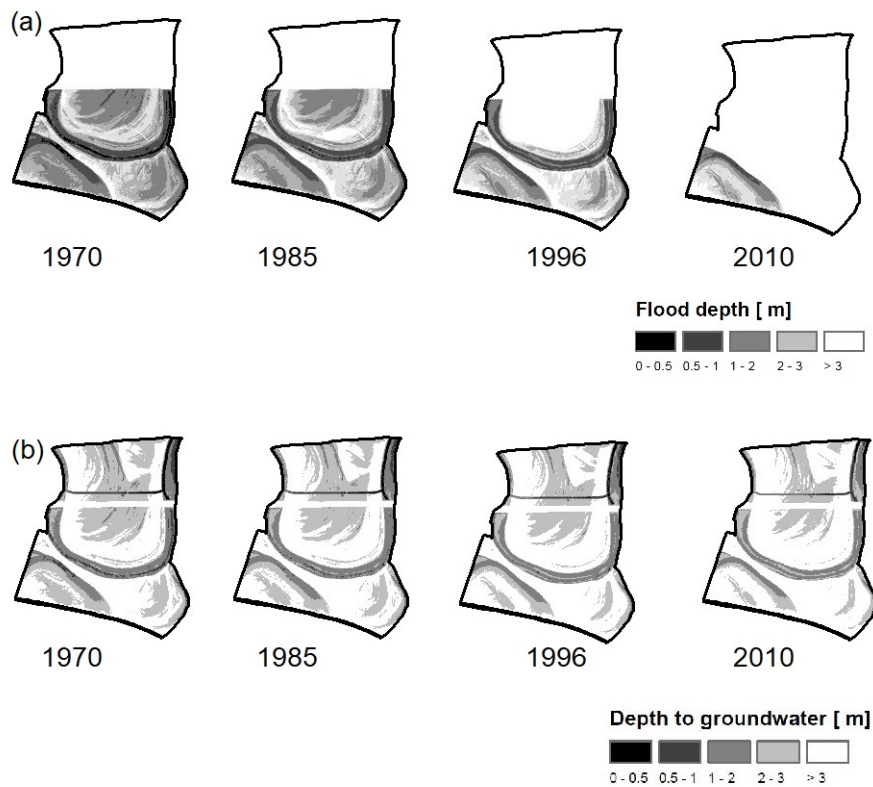 (a)
1970 1985 1996 2010
Flood depth [ m]
0 - 0.5 0.5 - 1 1 - 2 2 - 3 > 3
(b)
1970 1985 1996 2010
Depth to groundwater [ m]
0 - 0.5 0.5 - 1 1 - 2 2 - 3 > 3